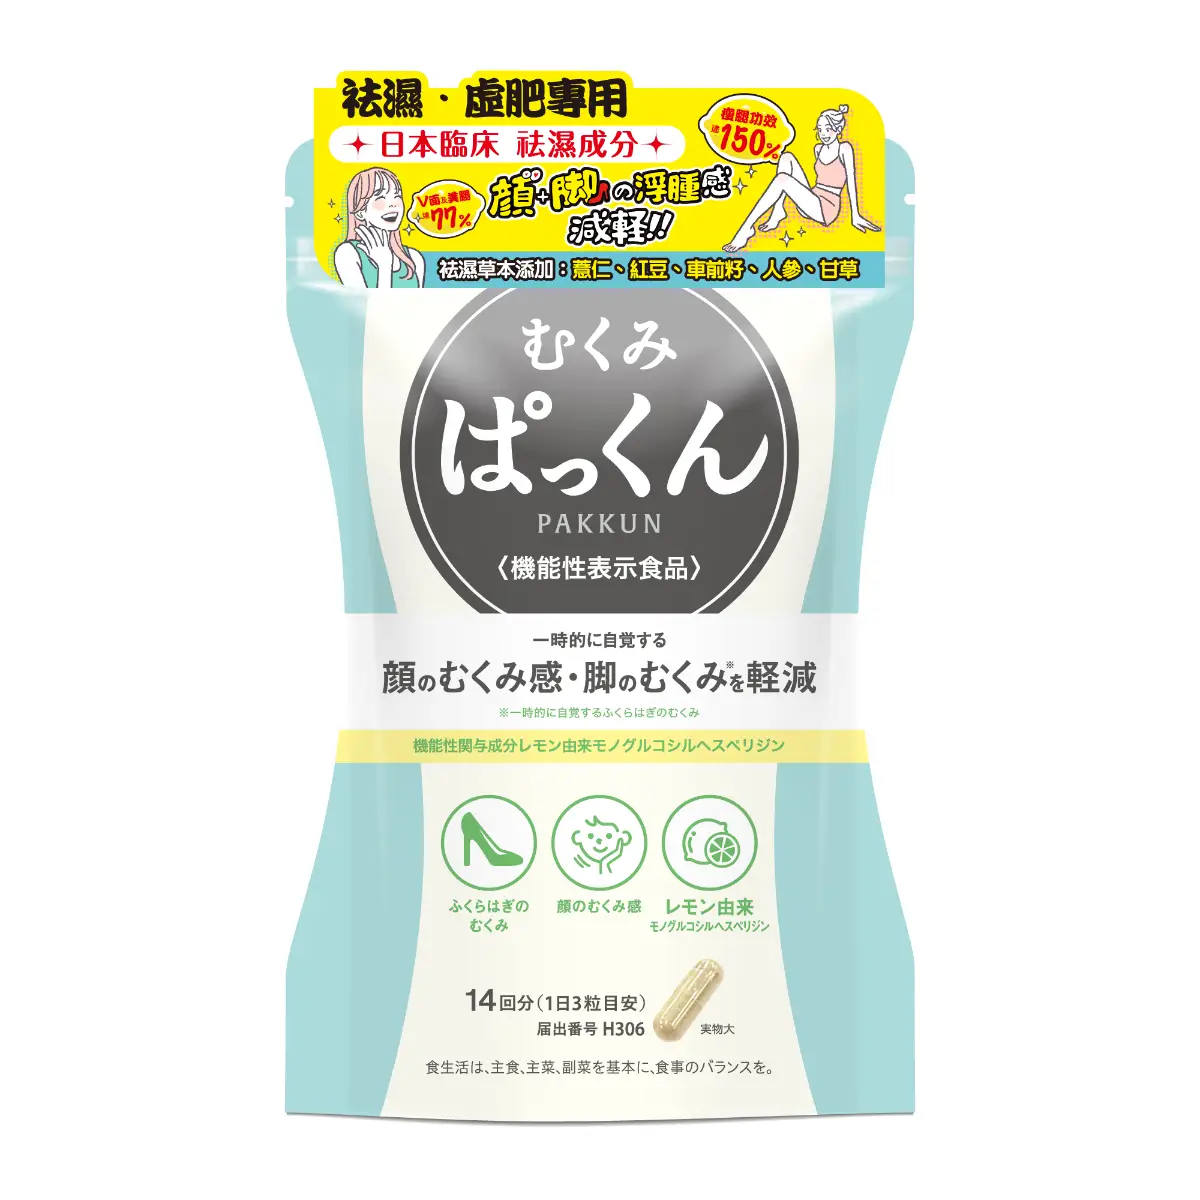 祛濕・虛肥專用
日本臨床 祛濕成分
瘦腿功效
達150%
V面及美顏
達77%
顔+脚の浮腫感
減軽!!
祛濕草本添加:薏仁、紅豆、車前籽、人參、甘草
むくみ
ぱっくん
PAKKUN
〈機能性表示食品〉
一時的に自覚する
顔のむくみ感・脚のむくみ※を軽減
※一時的に自覚するふくらはぎのむくみ
機能性関与成分レモン由来モノグルコシルヘスペリジン
ふくらはぎの
むくみ
顔のむくみ感
レモン由来
モノグルコシルヘスペリジン
14回分(1日3粒目安)
届出番号 H306
実物大
食生活は、主食、主菜、副菜を基本に、食事のバランスを。